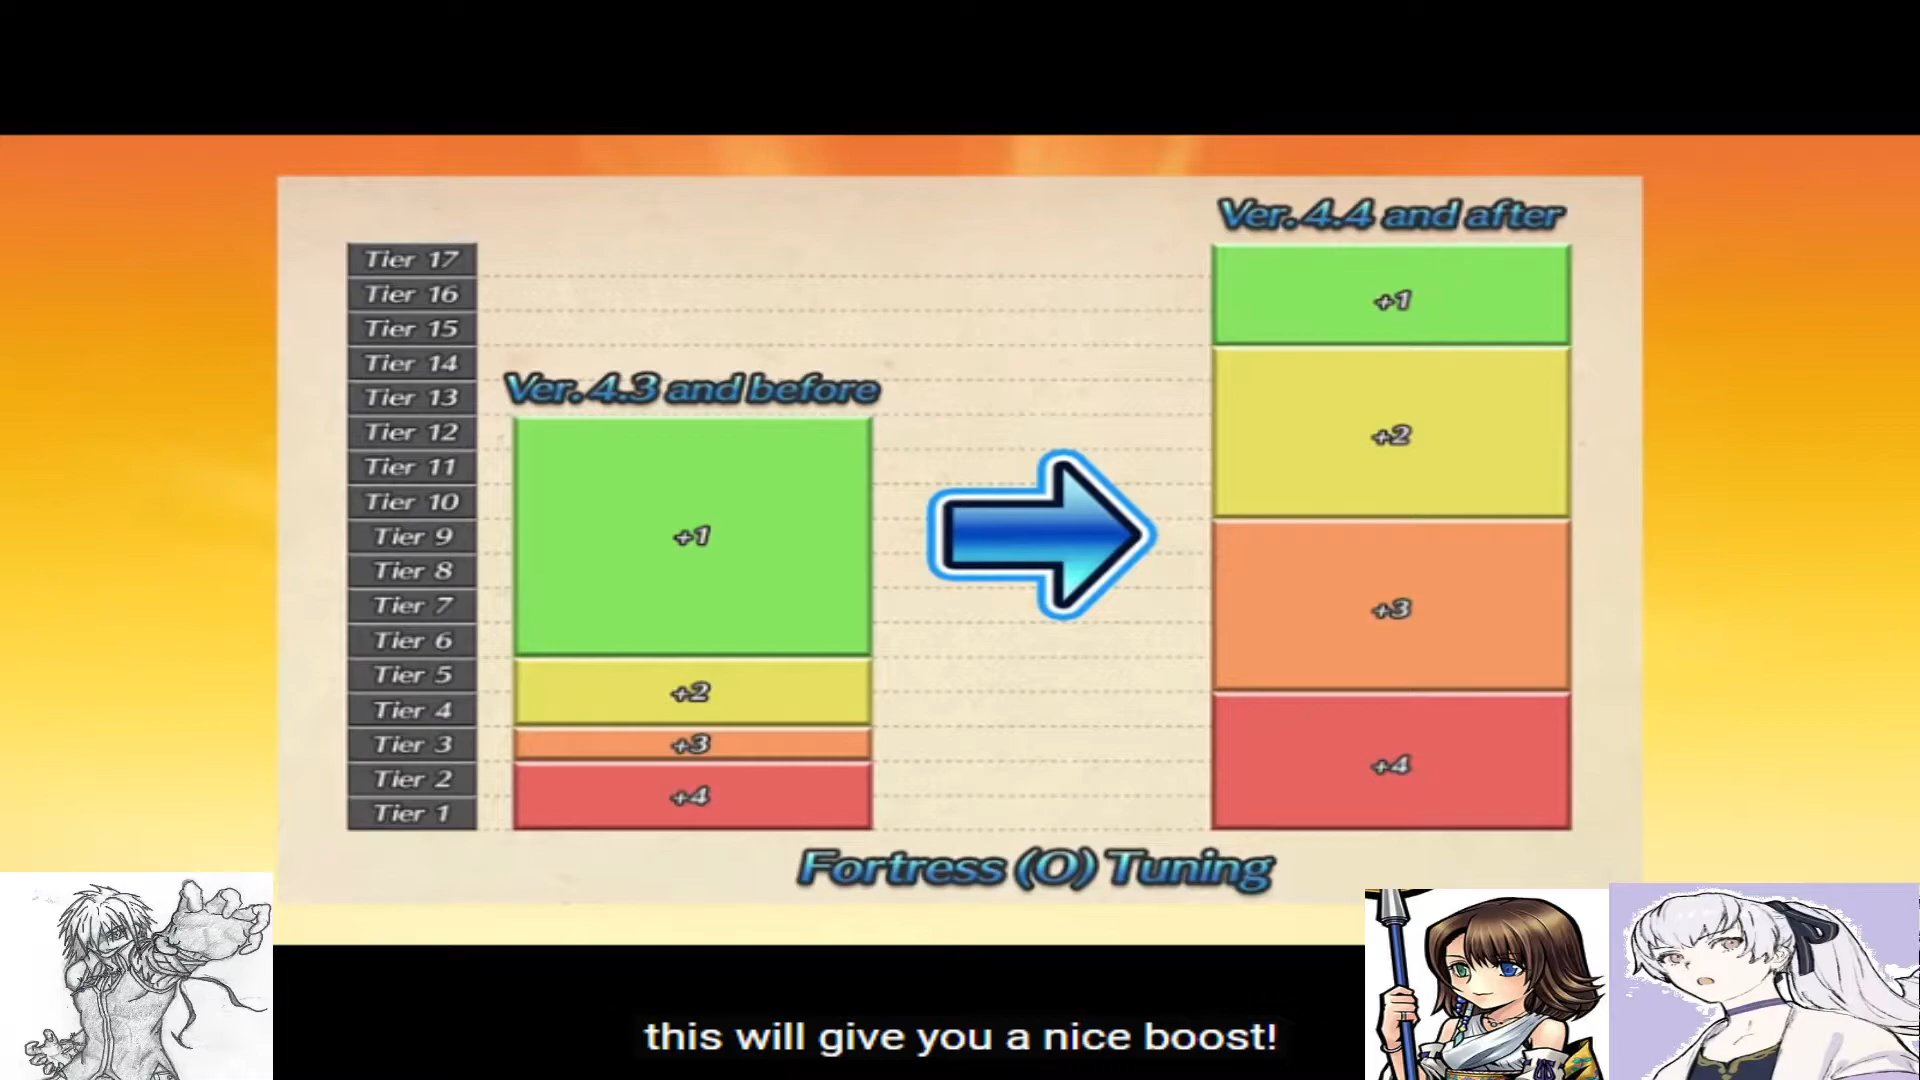 Ver. 4.4 and after
Tier 17
Tier 16
+1
Tier 15
Tier 14
Ver. 4.3 and before
Tier 13
Tier 12
+2
Tier 11
Tier 10
Tier 9
+1
Tier 8
Tier 7
+3
Tier 6
Tier 5
+2
Tier 4
Tier 3
+3
+4
Tier 2
+4
Tier 1
Fortress (O) Tuning
this will give you a nice boost!